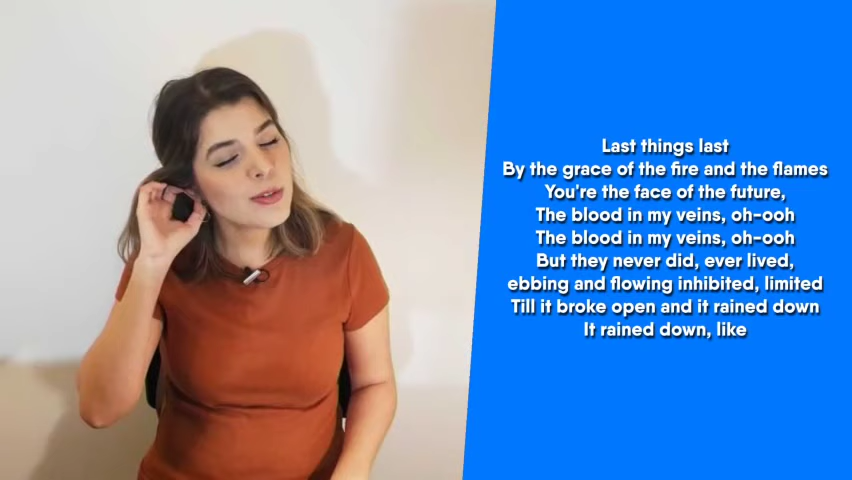 Last things last
By the grace of the fire and the flames
You're the face of the future,
The blood in my veins, oh-ooh
The blood in my veins, oh-ooh
But they never did, ever lived,
ebbing and flowing inhibited, limited
Till it broke open and it rained down
It rained down, like